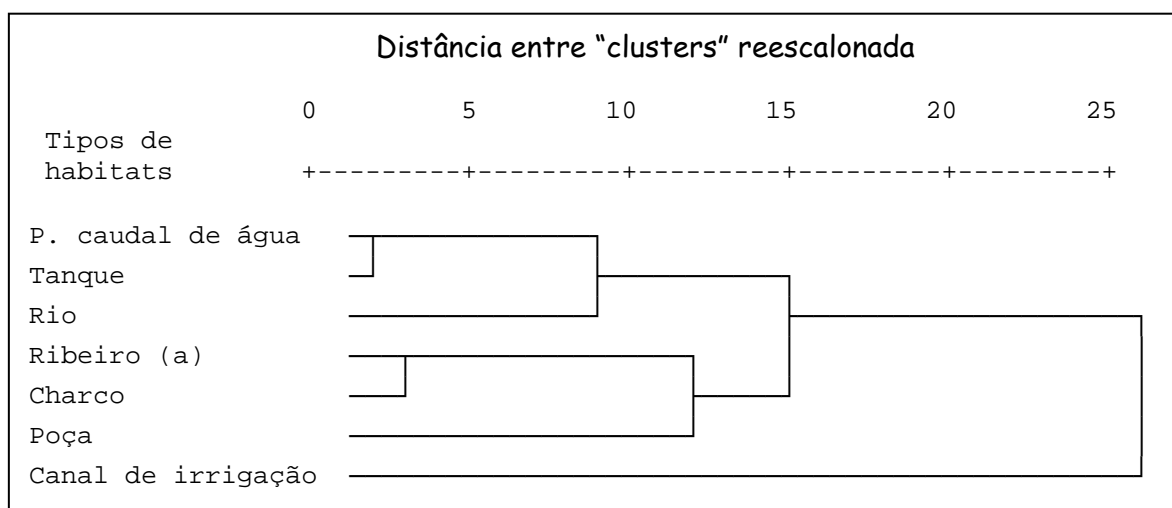 Distância entre “clusters” reescalonada
0 5 10 15 20 25
Tipos de
habitats +---------+---------+---------+---------+---------+
P. caudal de água
Tanque
Rio
Ribeiro (a)
Charco
Poça
Canal de irrigação